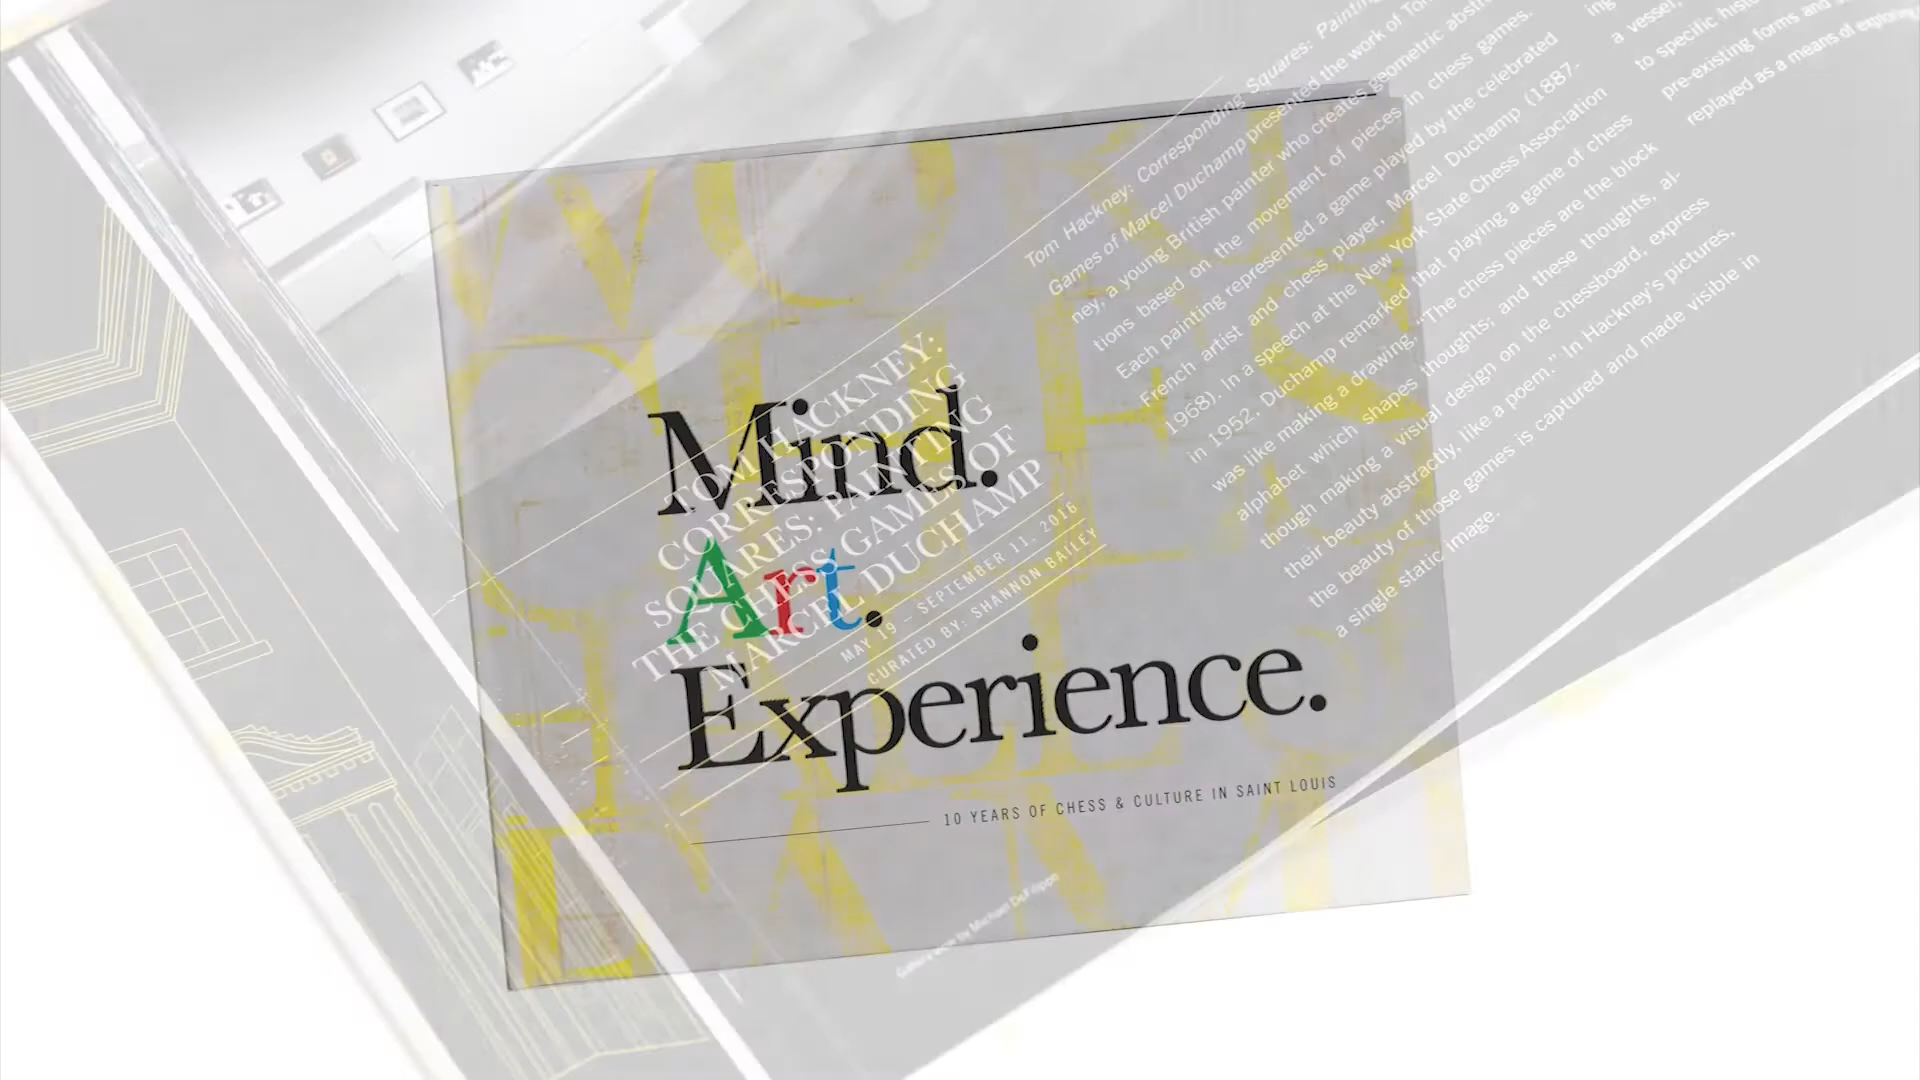 Mind.
Art.
Experience.
10 YEARS OF CHESS & CULTURE IN SAINT LOUIS
TOM HACKNEY:
CORRESPONDING
SQUARES: PAINTING
THE CHESS GAMES OF
MARCEL DUCHAMP
MAY 19 – SEPTEMBER 11, 2016
CURATED BY: SHANNON BAILEY
Tom Hackney: Corresponding Squares: Painting
Games of Marcel Duchamp presented the work of Tom
ney, a young British painter who creates geometric abstr
tions based on the movement of pieces in chess games.
Each painting represented a game played by the celebrated
French artist and chess player, Marcel Duchamp (1887-
1968). In a speech at the New York State Chess Association
in 1952, Duchamp remarked that playing a game of chess
was like making a drawing. "The chess pieces are the block
alphabet which shapes thoughts; and these thoughts, al-
though making a visual design on the chessboard, express
their beauty abstractly, like a poem." In Hackney's pictures,
the beauty of those games is captured and made visible in
a single static image.
ing
a vessel,
to specific
pre-existing forms and
replayed as a means of exploring
by Michael DeFilippo